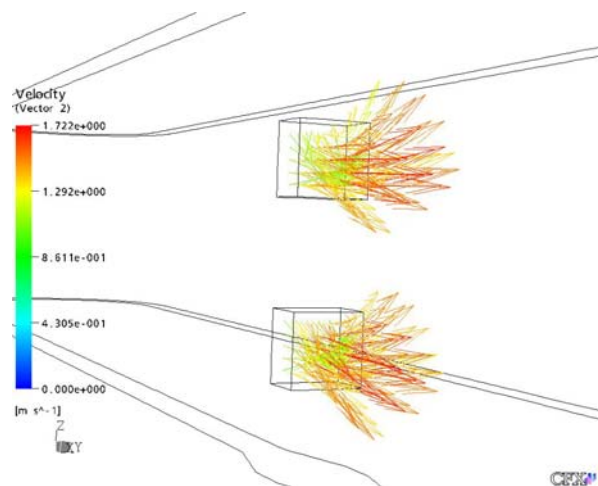 Velocity
(Vector 2)
1.722e+000
1.292e+000
8.611e-001
4.305e-001
0.000e+000
[m s^-1]
Z
Y
CFX